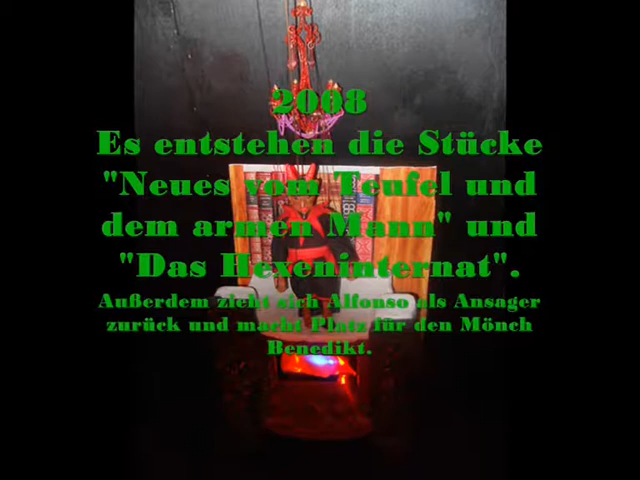 2008
Es entstehen die Stücke
"Neues vom Teufel und
dem armen Mann" und
"Das Hexeninternat".
Außerdem zieht sich Alfonso als Ansager
zurück und macht Platz für den Mönch
Benedikt.